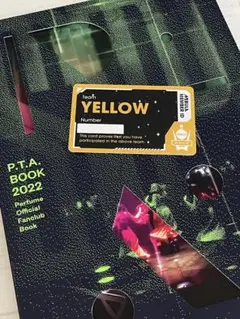 team
YELLOW
Number
This card proves then you have
participated in the above team.
P.T.A.
BOOK
2022
Perfume
Official
Fanclub
Book